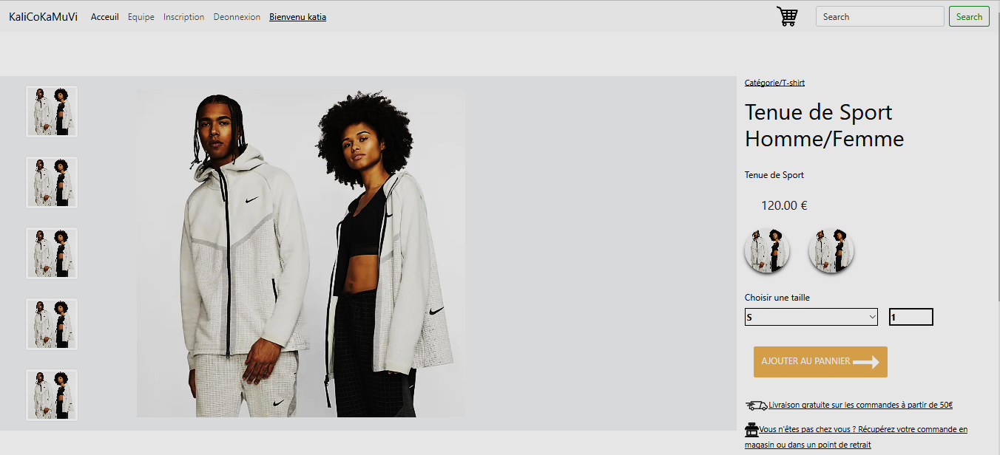 KaliCoKaMuVi Acceuil Equipe Inscription Deonnexion Bienvenu katia Search Search
Catégorie/T-shirt
Tenue de Sport
Homme/Femme
Tenue de Sport
120.00 €
Choisir une taille
S 1
AJOUTER AU PANNIER
Livraison gratuite sur les commandes à partir de 50€
Vous n'êtes pas chez vous ? Récupérez votre commande en
magasin ou dans un point de retrait